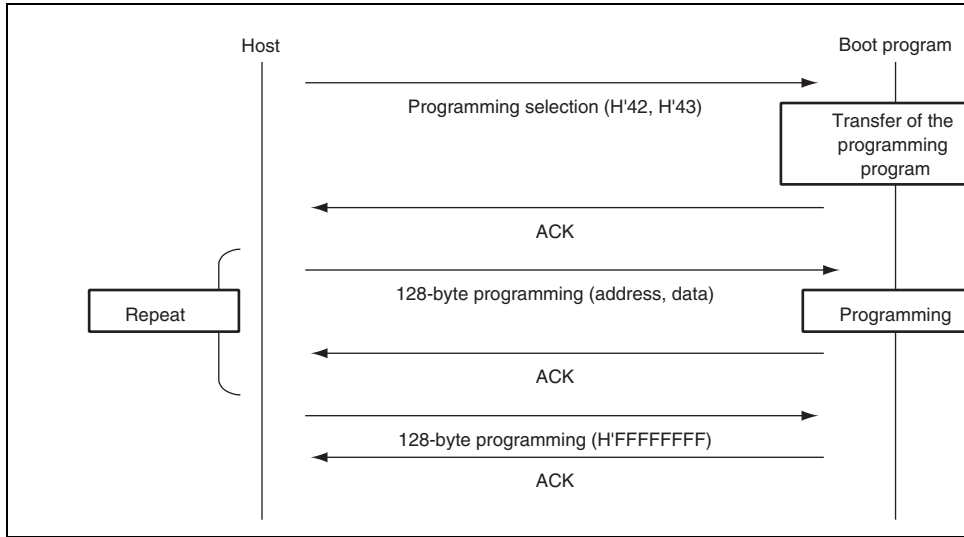 Host
Boot program
Programming selection (H'42, H'43)
Transfer of the
programming
program
ACK
128-byte programming (address, data)
Repeat
Programming
ACK
128-byte programming (H'FFFFFFFF)
ACK